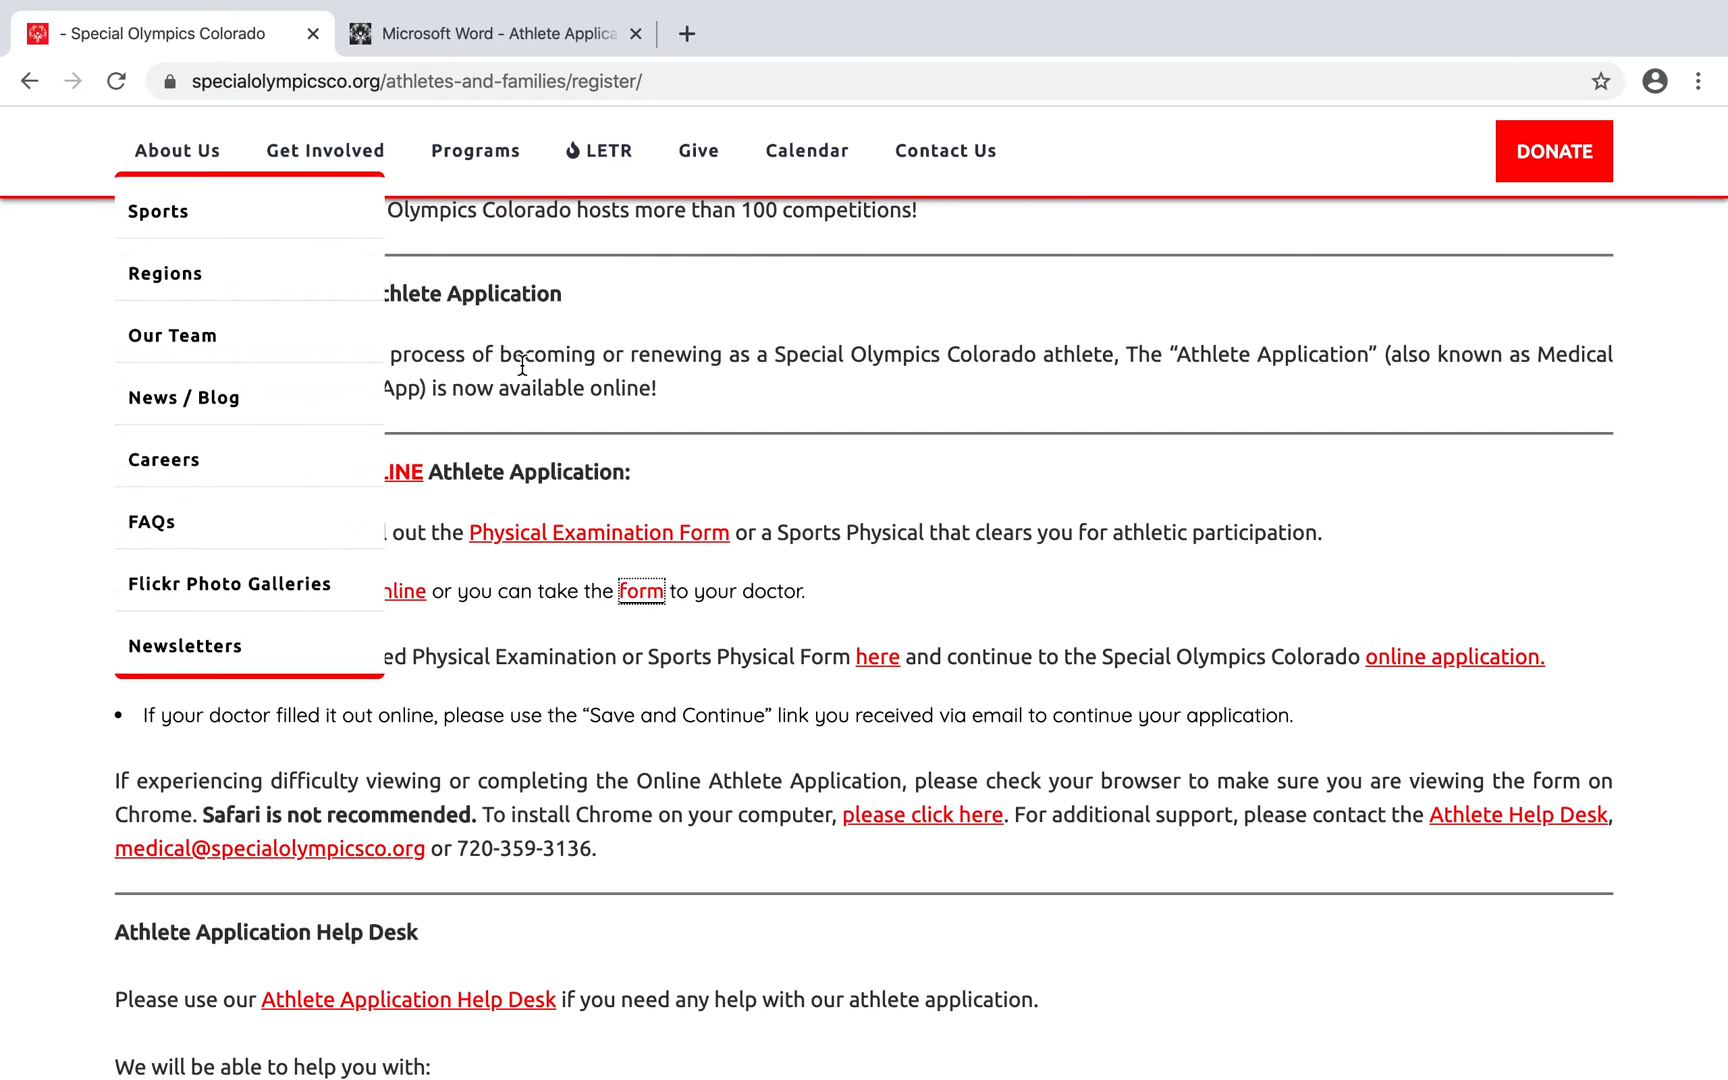 - Special Olympics Colorado
Microsoft Word - Athlete Applica
specialolympicsco.org/athletes-and-families/register/
About Us Get Involved Programs LETR Give Calendar Contact Us DONATE
Sports
Regions
Our Team
News / Blog
Careers
FAQs
Flickr Photo Galleries
Newsletters
Olympics Colorado hosts more than 100 competitions!
thlete Application
process of becoming or renewing as a Special Olympics Colorado athlete, The “Athlete Application” (also known as Medical
App) is now available online!
LINE Athlete Application:
out the Physical Examination Form or a Sports Physical that clears you for athletic participation.
nline or you can take the form to your doctor.
ed Physical Examination or Sports Physical Form here and continue to the Special Olympics Colorado online application.
• If your doctor filled it out online, please use the “Save and Continue” link you received via email to continue your application.
If experiencing difficulty viewing or completing the Online Athlete Application, please check your browser to make sure you are viewing the form on
Chrome. Safari is not recommended. To install Chrome on your computer, please click here. For additional support, please contact the Athlete Help Desk,
medical@specialolympicsco.org or 720-359-3136.
Athlete Application Help Desk
Please use our Athlete Application Help Desk if you need any help with our athlete application.
We will be able to help you with: